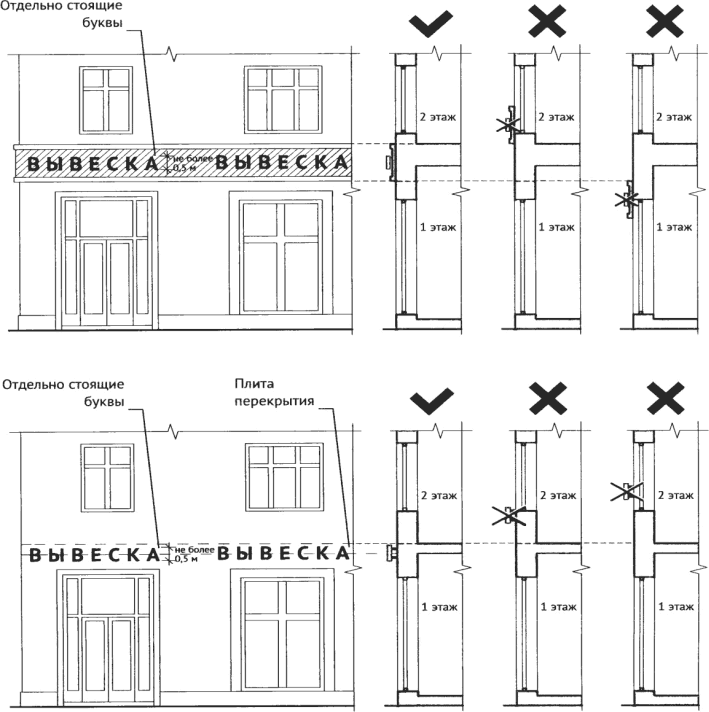 Отдельно стоящие
буквы
2 этаж
2 этаж
2 этаж
ВЫВЕСКА
не более
0,5 м
ВЫВЕСКА
1 этаж
1 этаж
1 этаж
Отдельно стоящие
буквы
Плита
перекрытия
2 этаж
2 этаж
2 этаж
ВЫВЕСКА
не более
0,5 м
ВЫВЕСКА
1 этаж
1 этаж
1 этаж